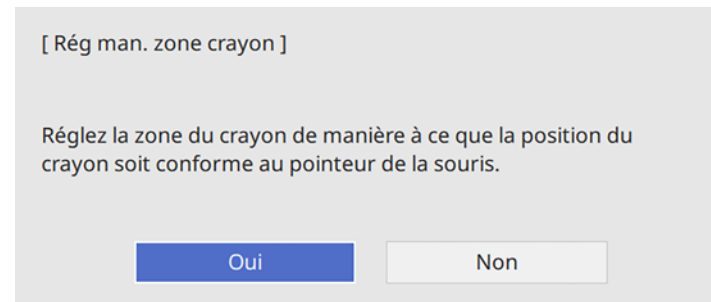 [ Rég man. zone crayon ]
Réglez la zone du crayon de manière à ce que la position du
crayon soit conforme au pointeur de la souris.
Oui
Non